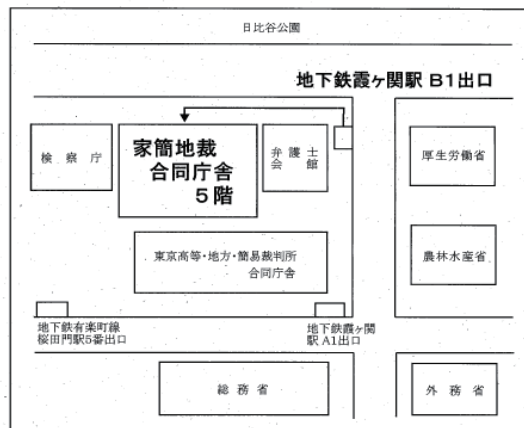 日比谷公園
地下鉄霞ヶ関駅 B1出口
検察庁
家簡地裁
合同庁舎
5階
弁護士
会館
厚生労働省
東京高等・地方・簡易裁判所
合同庁舎
農林水産省
地下鉄有楽町線
桜田門駅5番出口
地下鉄霞ヶ関
駅 A1出口
総務省
外務省